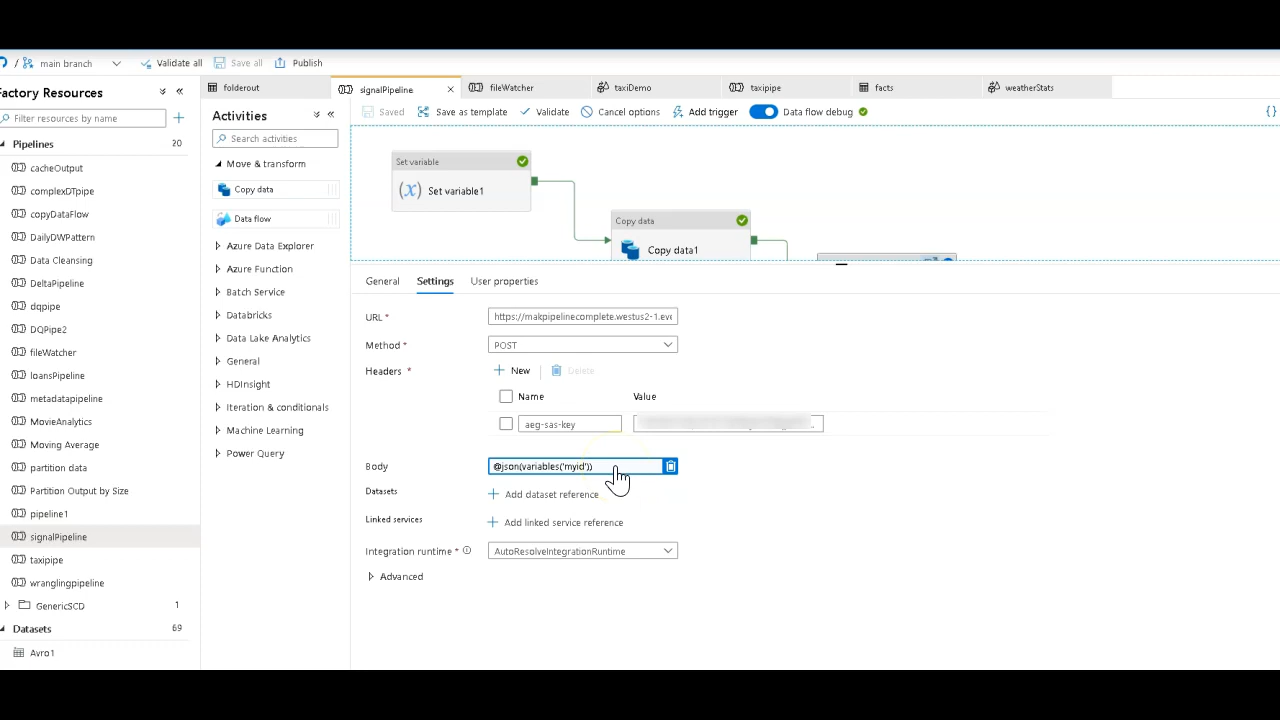 main branch
Validate all
Save all
Publish
Factory Resources
Filter resources by name
Pipelines
20
cacheOutput
complexDTpipe
copyDataFlow
DailyDWPattern
Data Cleansing
DeltaPipeline
dqpipe
DQPipe2
fileWatcher
loansPipeline
metadatapipeline
MovieAnalytics
Moving Average
partition data
Partition Output by Size
pipeline1
signalPipeline
taxipipe
wranglingpipeline
GenericSCD
1
Datasets
69
Avro1
folderout
signalPipeline
fileWatcher
taxiDemo
taxipipe
facts
weatherStats
Activities
Search activities
Move & transform
Copy data
Data flow
Azure Data Explorer
Azure Function
Batch Service
Databricks
Data Lake Analytics
General
HDInsight
Iteration & conditionals
Machine Learning
Power Query
Saved
Save as template
Validate
Cancel options
Add trigger
Data flow debug
{}
Set variable
(x) Set variable1
Copy data
Copy data1
General
Settings
User properties
URL *
https://makpipelinecomplete.westus2-1.eve
Method *
POST
Headers *
New
Delete
Name
Value
aeg-sas-key
Body
@json(variables('myid'))
Datasets
Add dataset reference
Linked services
Add linked service reference
Integration runtime *
AutoResolveIntegrationRuntime
Advanced